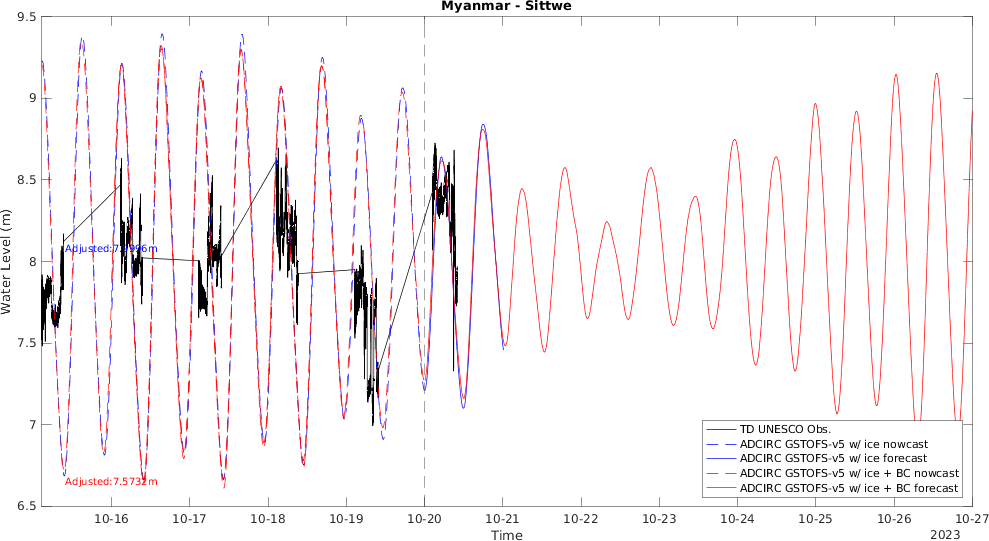 Myanmar - Sittwe
Water Level (m)
9.5
9
8.5
8
7.5
7
6.5
Adjusted:7.5732m
TD UNESCO Obs.
ADCIRC GSTOFS-v5 w/ ice nowcast
ADCIRC GSTOFS-v5 w/ ice forecast
ADCIRC GSTOFS-v5 w/ ice + BC nowcast
ADCIRC GSTOFS-v5 w/ ice + BC forecast
10-16 10-17 10-18 10-19 10-20 10-21 10-22 10-23 10-24 10-25 10-26 10-27
Time
2023